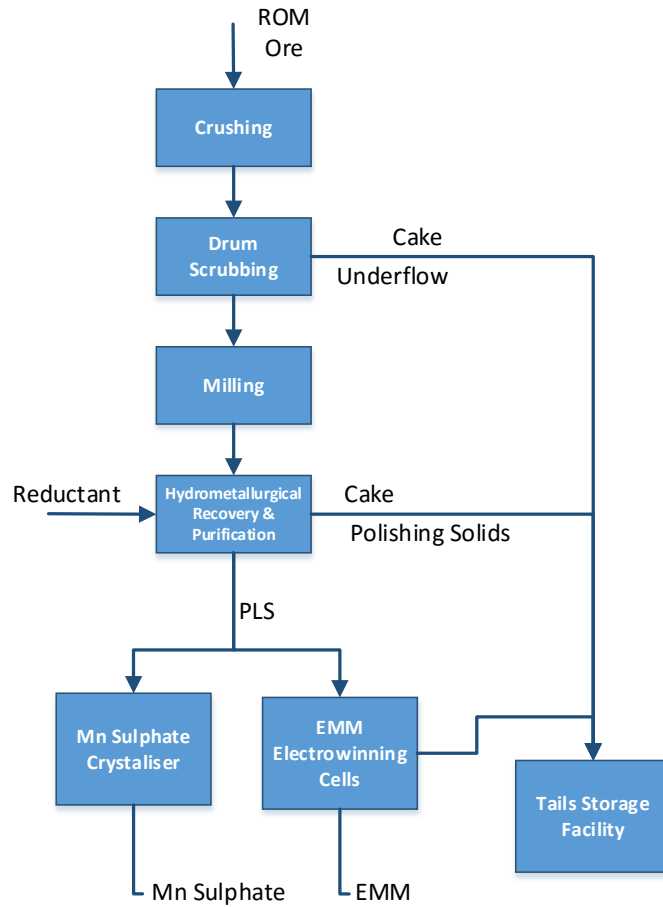 ROM
Ore
Crushing
Drum
Scrubbing
Cake
Underflow
Milling
Reductant
Hydrometallurgical
Recovery &
Purification
Cake
Polishing Solids
PLS
Mn Sulphate
Crystaliser
EMM
Electrowinning
Cells
Tails Storage
Facility
Mn Sulphate
EMM